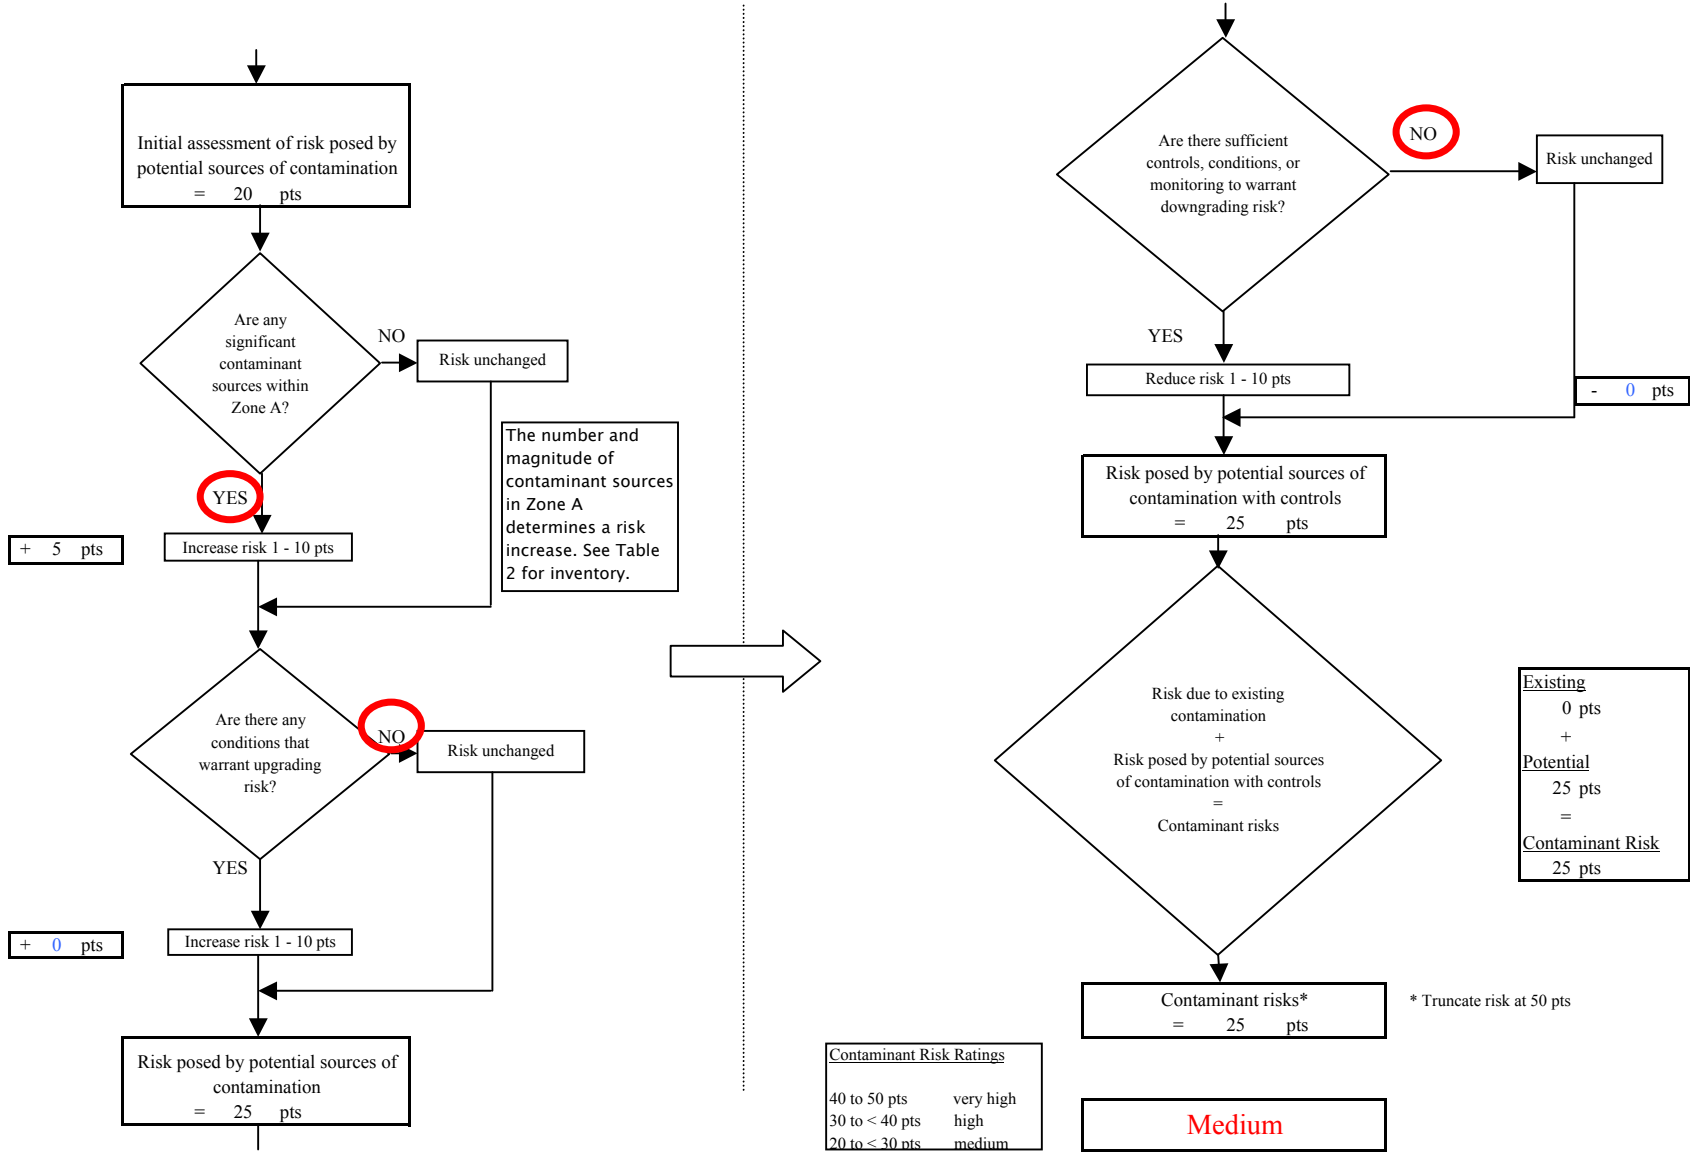 Initial assessment of risk posed by
potential sources of contamination
= 20 pts
Are any
significant
contaminant
sources within
Zone A?
NO
Risk unchanged
YES
The number and
magnitude of
contaminant sources
in Zone A
determines a risk
increase. See Table
2 for inventory.
+ 5 pts
Increase risk 1 - 10 pts
Are there any
conditions that
warrant upgrading
risk?
NO
Risk unchanged
YES
+ 0 pts
Increase risk 1 - 10 pts
Risk posed by potential sources of
contamination
= 25 pts
Are there sufficient
controls, conditions, or
monitoring to warrant
downgrading risk?
NO
Risk unchanged
YES
Reduce risk 1 - 10 pts
- 0 pts
Risk posed by potential sources of
contamination with controls
= 25 pts
Risk due to existing
contamination
+
Risk posed by potential sources
of contamination with controls
=
Contaminant risks
Existing
0 pts
+
Potential
25 pts
=
Contaminant Risk
25 pts
Contaminant risks*
= 25 pts
* Truncate risk at 50 pts
Contaminant Risk Ratings
40 to 50 pts very high
30 to < 40 pts high
20 to < 30 pts medium
Medium